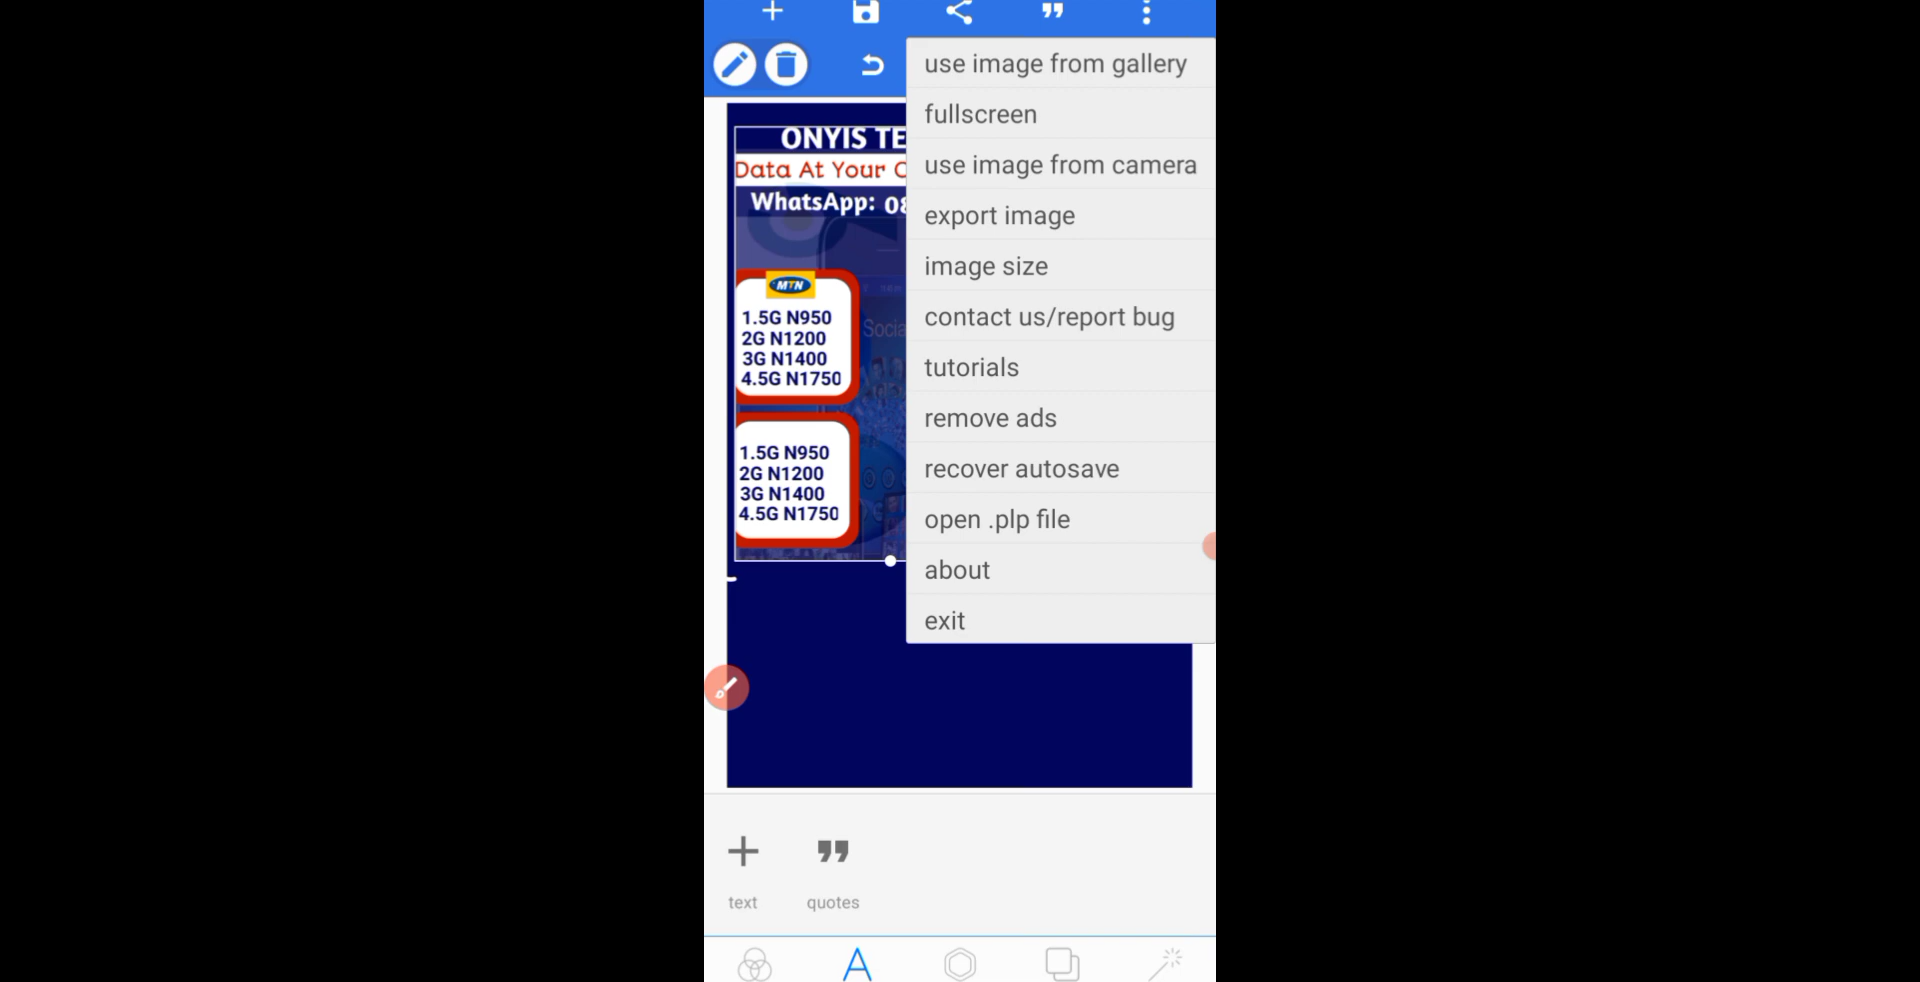 use image from gallery
fullscreen
use image from camera
export image
image size
contact us/report bug
tutorials
remove ads
recover autosave
open .plp file
about
exit
ONYIS TE
Data At Your
WhatsApp: 08
MTN
1.5G N950
2G N1200
3G N1400
4.5G N1750
Socia
1.5G N950
2G N1200
3G N1400
4.5G N1750
text
quotes